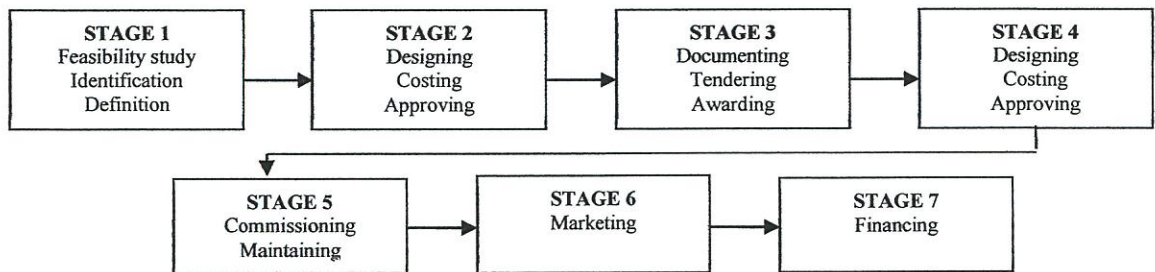 STAGE 1
Feasibility study
Identification
Definition
STAGE 2
Designing
Costing
Approving
STAGE 3
Documenting
Tendering
Awarding
STAGE 4
Designing
Costing
Approving
STAGE 5
Commissioning
Maintaining
STAGE 6
Marketing
STAGE 7
Financing